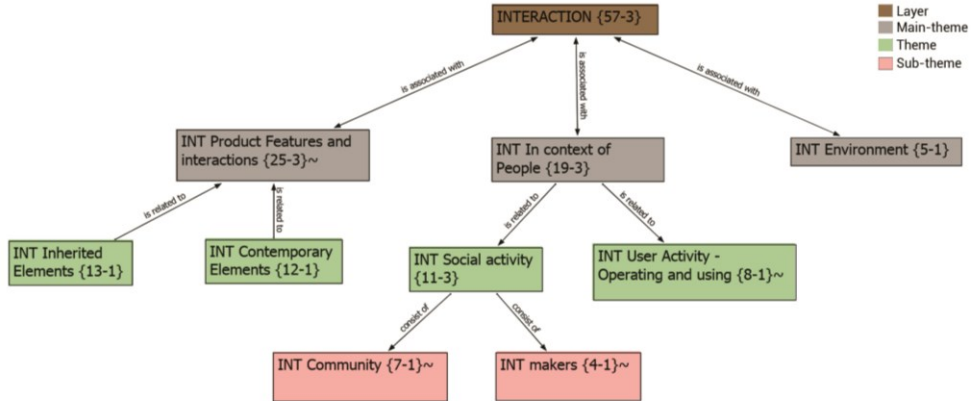 INTERACTION {57-3}
Layer
Main-theme
Theme
Sub-theme
is associated with
is associated with
is associated with
INT Product Features and
interactions {25-3}~
INT In context of
People {19-3}
INT Environment {5-1}
is related to
is related to
is related to
is related to
INT Inherited
Elements {13-1}
INT Contemporary
Elements {12-1}
INT Social activity
{11-3}
INT User Activity -
Operating and using {8-1}~
consist of
consist of
INT Community {7-1}~
INT makers {4-1}~